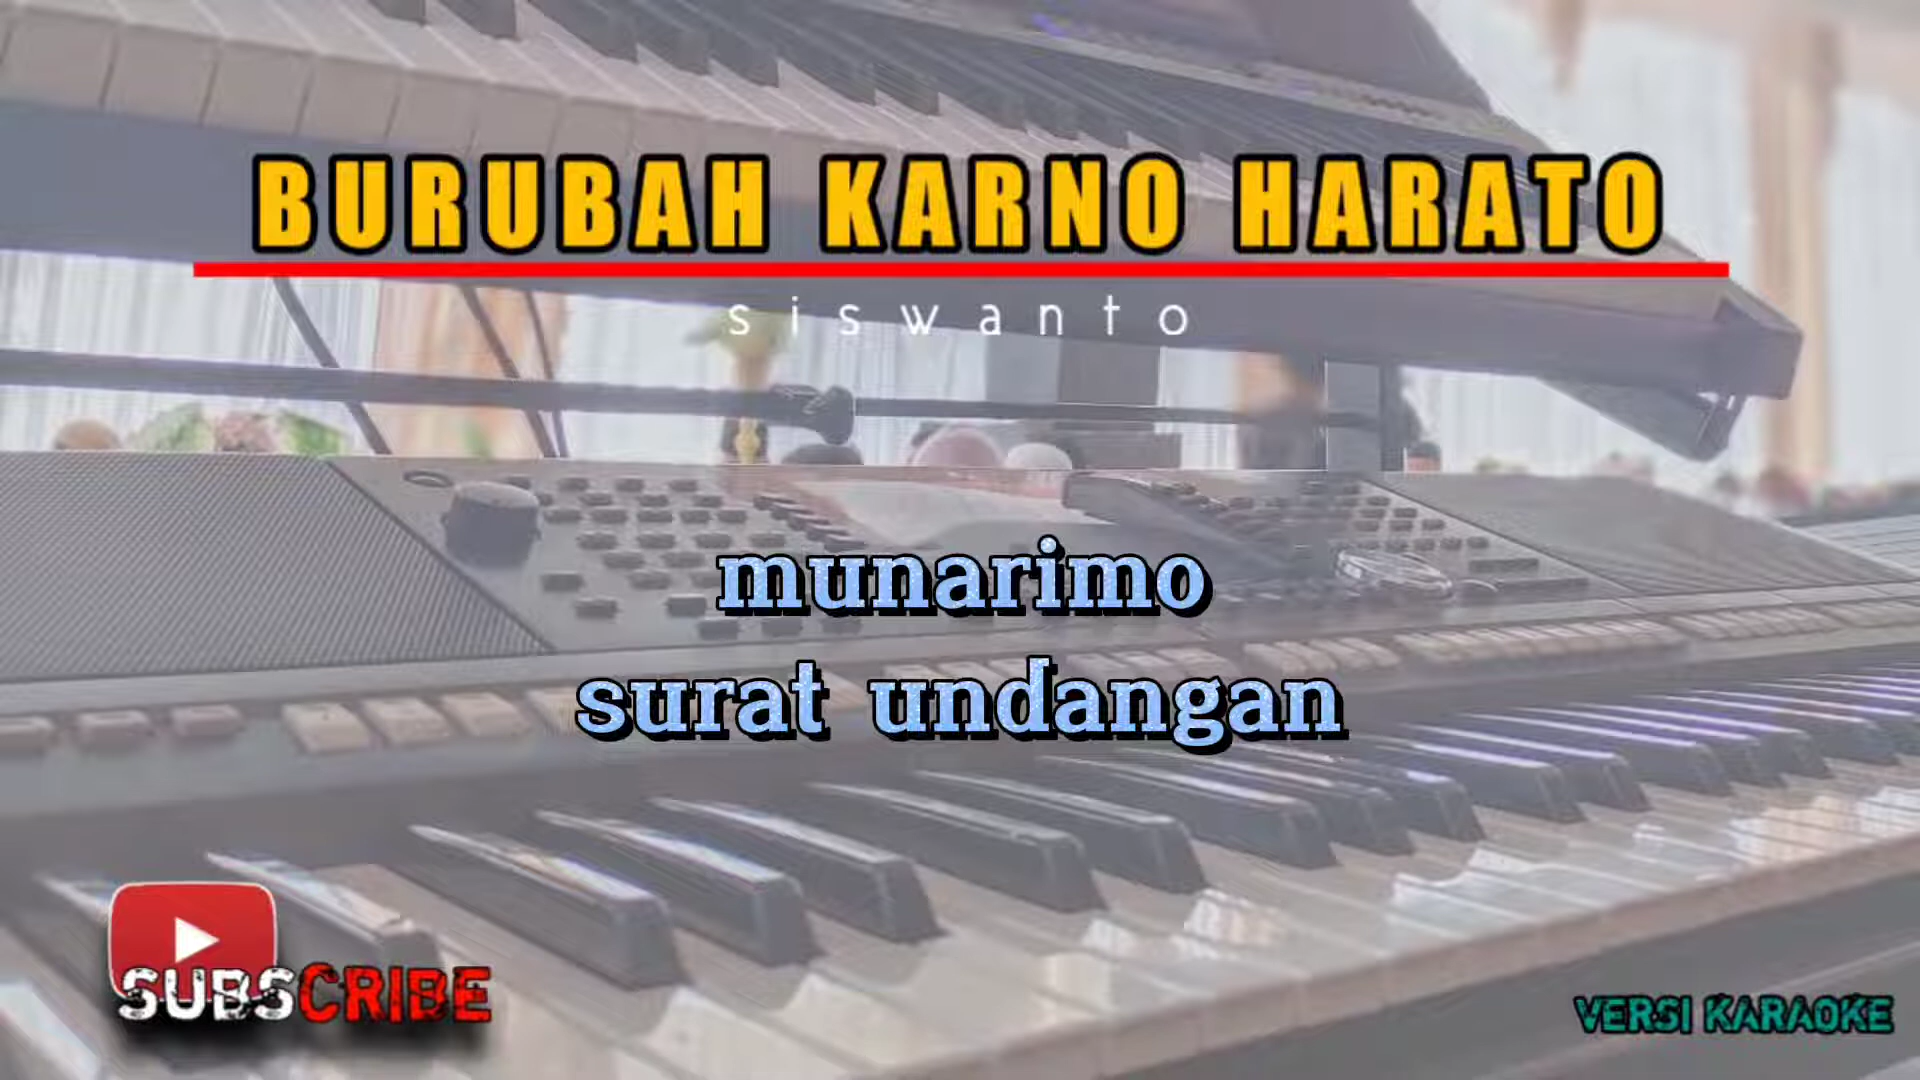 BURUBAH KARNO HARATO
siswanto
munarimo
surat undangan
SUBSCRIBE
VERSI KARAOKE